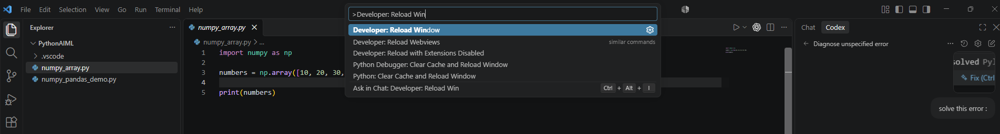 File Edit Selection View Go Run Terminal Help
>Developer: Reload Win
Developer: Reload Window
Developer: Reload Webviews
similar commands
Developer: Reload with Extensions Disabled
Python Debugger: Clear Cache and Reload Window
Python: Clear Cache and Reload Window
Ask in Chat: Developer: Reload Win
Ctrl + Alt + I
Explorer
PythonAIML
.vscode
numpy_array.py
numpy_pandas_demo.py
numpy_array.py
numpy_array.py > ...
1 import numpy as np
2
3 numbers = np.array([10, 20, 30,
4
5 print(numbers)
Chat Codex
Diagnose unspecified error
solved
Fix (Ctrl
solve this error :